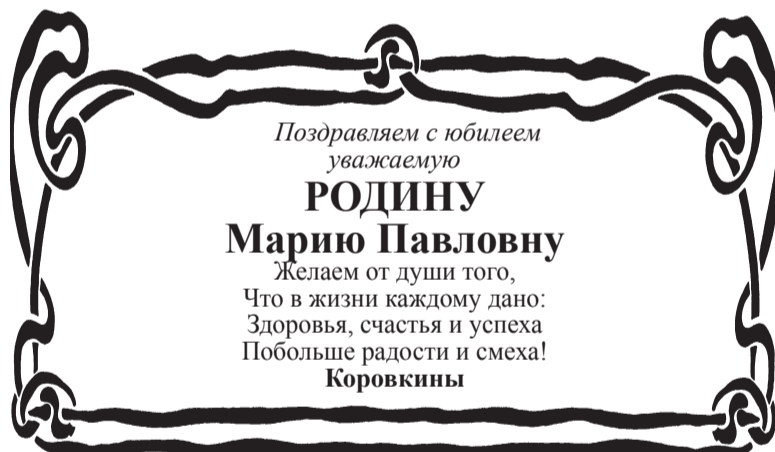 Поздравляем с юбилеем
уважаемую
РОДИНУ
Марию Павловну
Желаем от души того,
Что в жизни каждому дано:
Здоровья, счастья и успеха
Побольше радости и смеха!
Коровкины